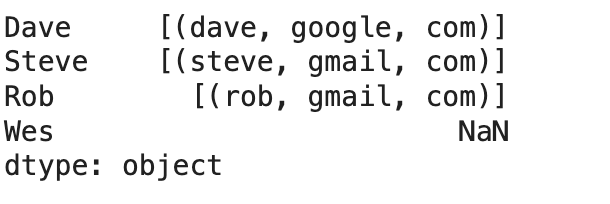 Dave     [(dave, google, com)]
Steve    [(steve, gmail, com)]
Rob        [(rob, gmail, com)]
Wes                        NaN
dtype: object